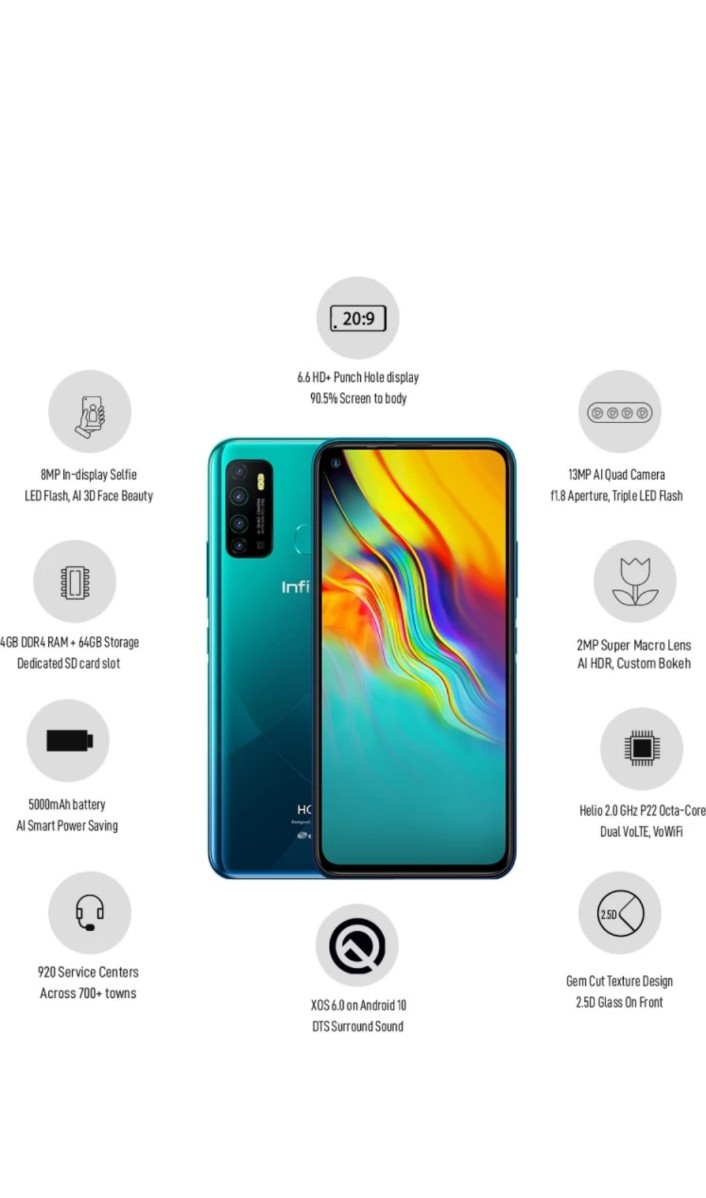 20:9
6.6 HD+ Punch Hole display
90.5% Screen to body
8MP In-display Selfie
LED Flash, AI 3D Face Beauty
13MP AI Quad Camera
f1.8 Aperture, Triple LED Flash
Infi
4GB DDR4 RAM + 64GB Storage
Dedicated SD card slot
2MP Super Macro Lens
AI HDR, Custom Bokeh
5000mAh battery
AI Smart Power Saving
HO
Helio 2.0 GHz P22 Octa-Core
Dual VoLTE, VoWiFi
920 Service Centers
Across 700+ towns
XOS 6.0 on Android 10
DTS Surround Sound
2.5D
Gem Cut Texture Design
2.5D Glass On Front